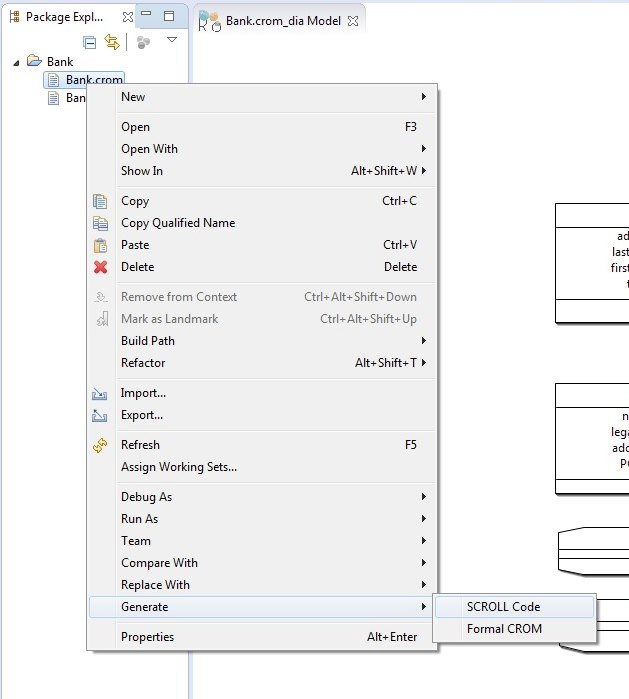 Package Expl...
Bank.crom_dia Model
Bank
Bank.crom
Ban
New
Open F3
Open With
Show In Alt+Shift+W
Copy Ctrl+C
Copy Qualified Name
Paste Ctrl+V
Delete Delete
Remove from Context Ctrl+Alt+Shift+Down
Mark as Landmark Ctrl+Alt+Shift+Up
Build Path
Refactor Alt+Shift+T
Import...
Export...
Refresh F5
Assign Working Sets...
Debug As
Run As
Team
Compare With
Replace With
Generate
SCROLL Code
Formal CROM
Properties Alt+Enter
ad
last
first
t
n
lega
add
P